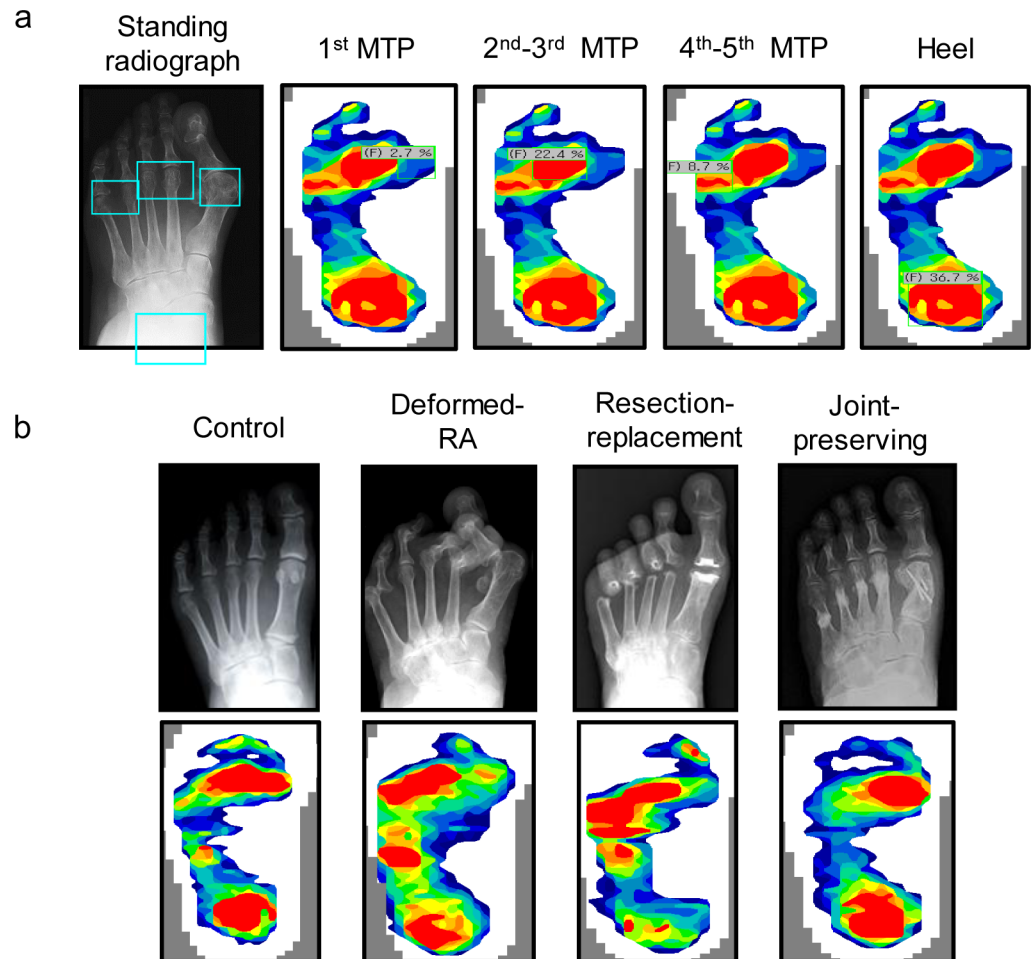 a
Standing
radiograph
1st MTP
2nd-3rd MTP
4th-5th MTP
Heel
(F) 2.7 %
(F) 22.4 %
F) 8.7 %
(F) 36.7 %
b
Control
Deformed-
RA
Resection-
replacement
Joint-
preserving